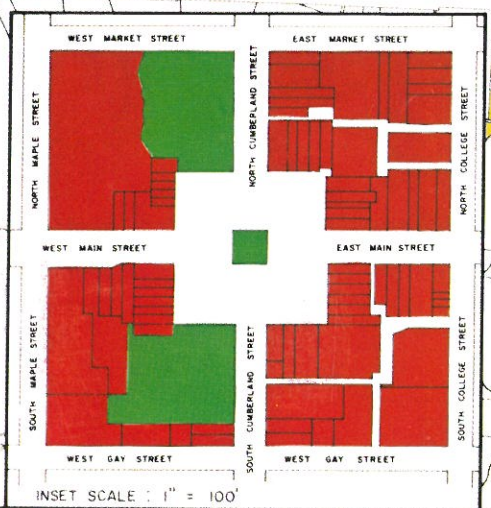 WEST MARKET STREET
EAST MARKET STREET
NORTH MAPLE STREET
NORTH CUMBERLAND STREET
NORTH COLLEGE STREET
WEST MAIN STREET
EAST MAIN STREET
SOUTH MAPLE STREET
SOUTH CUMBERLAND STREET
SOUTH COLLEGE STREET
WEST GAY STREET
WEST GAY STREET
INSET SCALE : 1" = 100'